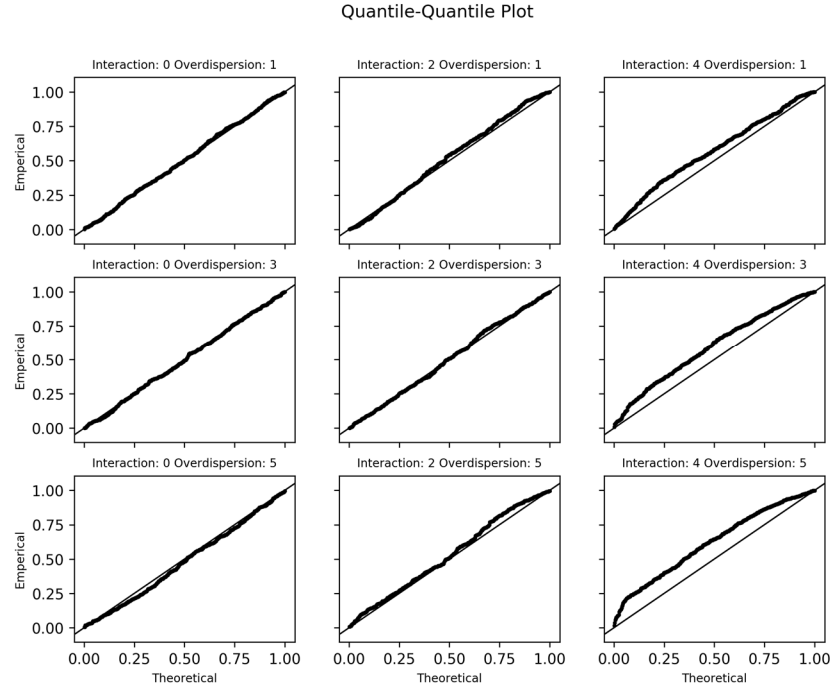 Quantile-Quantile Plot
Interaction: 0 Overdispersion: 1
Interaction: 2 Overdispersion: 1
Interaction: 4 Overdispersion: 1
1.00
0.75
0.50
0.25
0.00
Emperical
Interaction: 0 Overdispersion: 3
Interaction: 2 Overdispersion: 3
Interaction: 4 Overdispersion: 3
1.00
0.75
0.50
0.25
0.00
Emperical
Interaction: 0 Overdispersion: 5
Interaction: 2 Overdispersion: 5
Interaction: 4 Overdispersion: 5
1.00
0.75
0.50
0.25
0.00
Emperical
0.00 0.25 0.50 0.75 1.00
0.00 0.25 0.50 0.75 1.00
0.00 0.25 0.50 0.75 1.00
Theoretical
Theoretical
Theoretical